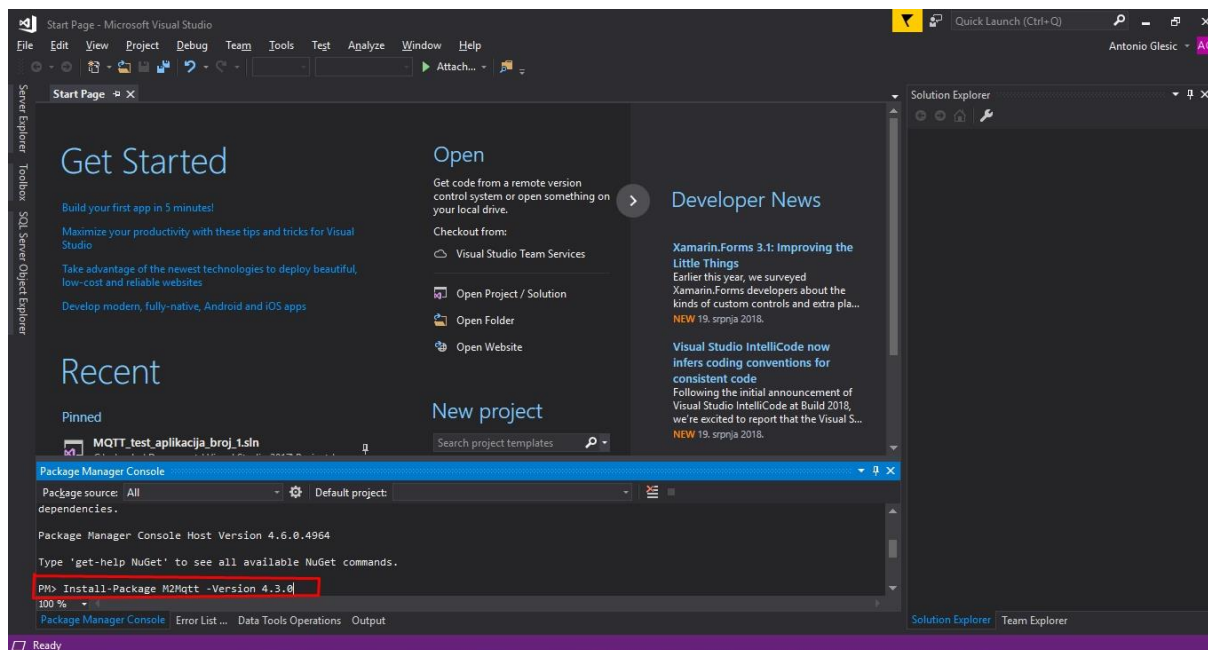 Start Page - Microsoft Visual Studio
Quick Launch (Ctrl+Q)
File Edit View Project Debug Team Tools Test Analyze Window Help
Antonio Glesic
AG
Attach...
Server Explorer
Toolbox
SQL Server Object Explorer
Start Page
Get Started
Build your first app in 5 minutes!
Maximize your productivity with these tips and tricks for Visual
Studio
Take advantage of the newest technologies to deploy beautiful,
low-cost and reliable websites
Develop modern, fully-native, Android and iOS apps
Recent
Pinned
MQTT_test_aplikacija_broj_1.sln
Open
Get code from a remote version
control system or open something on
your local drive.
Checkout from:
Visual Studio Team Services
Open Project / Solution
Open Folder
Open Website
New project
Search project templates
Developer News
Xamarin.Forms 3.1: Improving the
Little Things
Earlier this year, we surveyed
Xamarin.Forms developers about the
kinds of custom controls and extra pla...
NEW 19. srpnja 2018.
Visual Studio IntelliCode now
infers coding conventions for
consistent code
Following the initial announcement of
Visual Studio IntelliCode at Build 2018,
we're excited to report that the Visual S...
NEW 19. srpnja 2018.
Solution Explorer
Package Manager Console
Package source: All
Default project:
dependencies.
Package Manager Console Host Version 4.6.0.4964
Type 'get-help NuGet' to see all available NuGet commands.
PM> Install-Package M2Mqtt -Version 4.3.0
100 %
Package Manager Console Error List ... Data Tools Operations Output
Solution Explorer Team Explorer
Ready